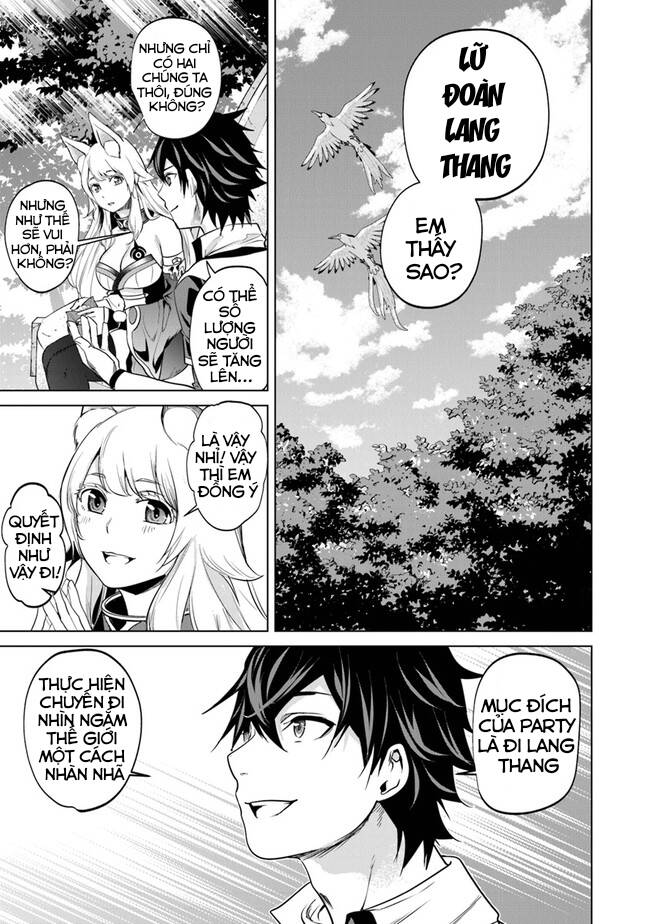 LỮ
ĐOÀN
LANG
THANG
EM
THẤY
SAO?
NHƯNG CHỈ
CÓ HAI
CHÚNG TA
THÔI, ĐÚNG
KHÔNG?
NHƯNG
NHƯ THẾ
SẼ VUI
HƠN, PHẢI
KHÔNG?
CÓ THỂ
SỐ
LƯỢNG
NGƯỜI
SẼ TĂNG
LÊN...
LÀ VẬY
NHỈ! VẬY
THÌ EM
ĐỒNG Ý
QUYẾT
ĐỊNH NHƯ
VẬY ĐI!
MỤC ĐÍCH
CỦA PARTY
LÀ ĐI LANG
THANG
THỰC HIỆN
CHUYẾN ĐI
NHÌN NGẮM
THẾ GIỚI
MỘT CÁCH
NHÀN NHÃ